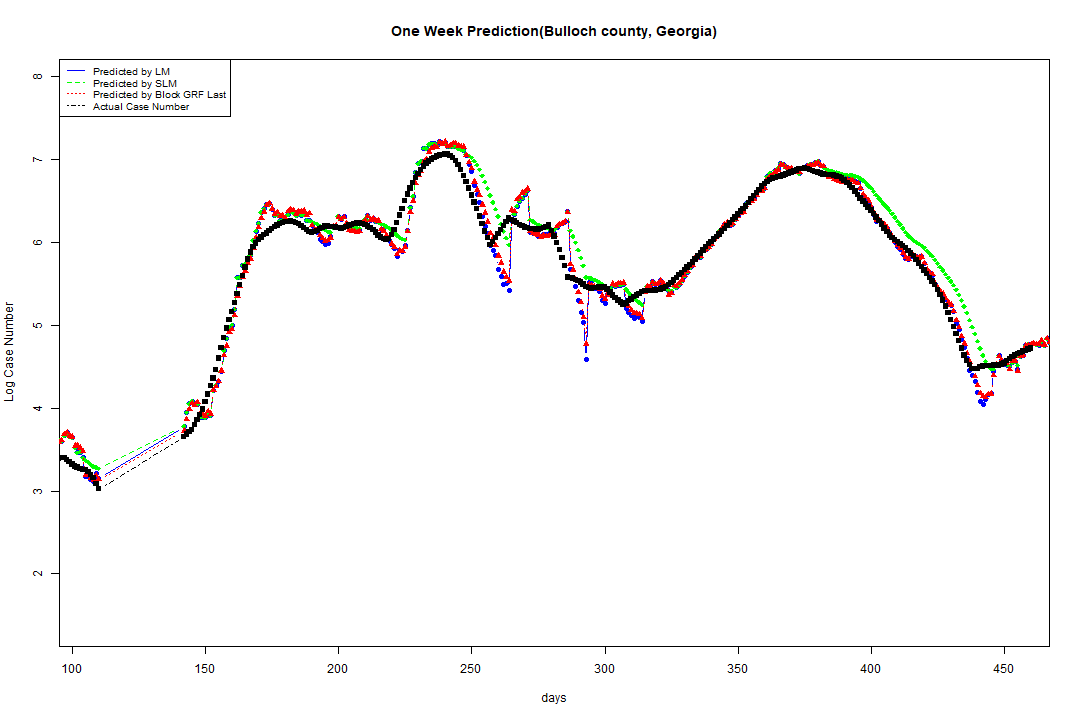 One Week Prediction(Bulloch county, Georgia)
Predicted by LM
Predicted by SLM
Predicted by Block GRF Last
Actual Case Number
8
7
6
5
4
3
2
Log Case Number
100 150 200 250 300 350 400 450
days